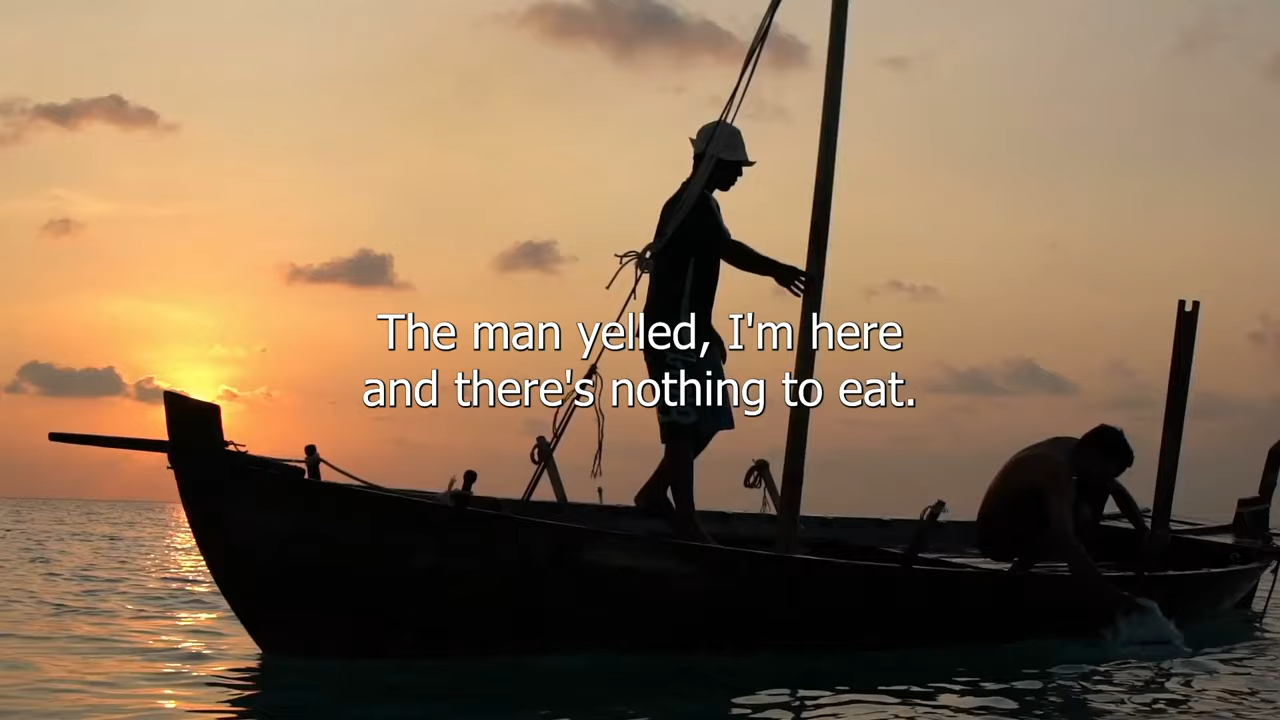 The man yelled, I'm here
and there's nothing to eat.